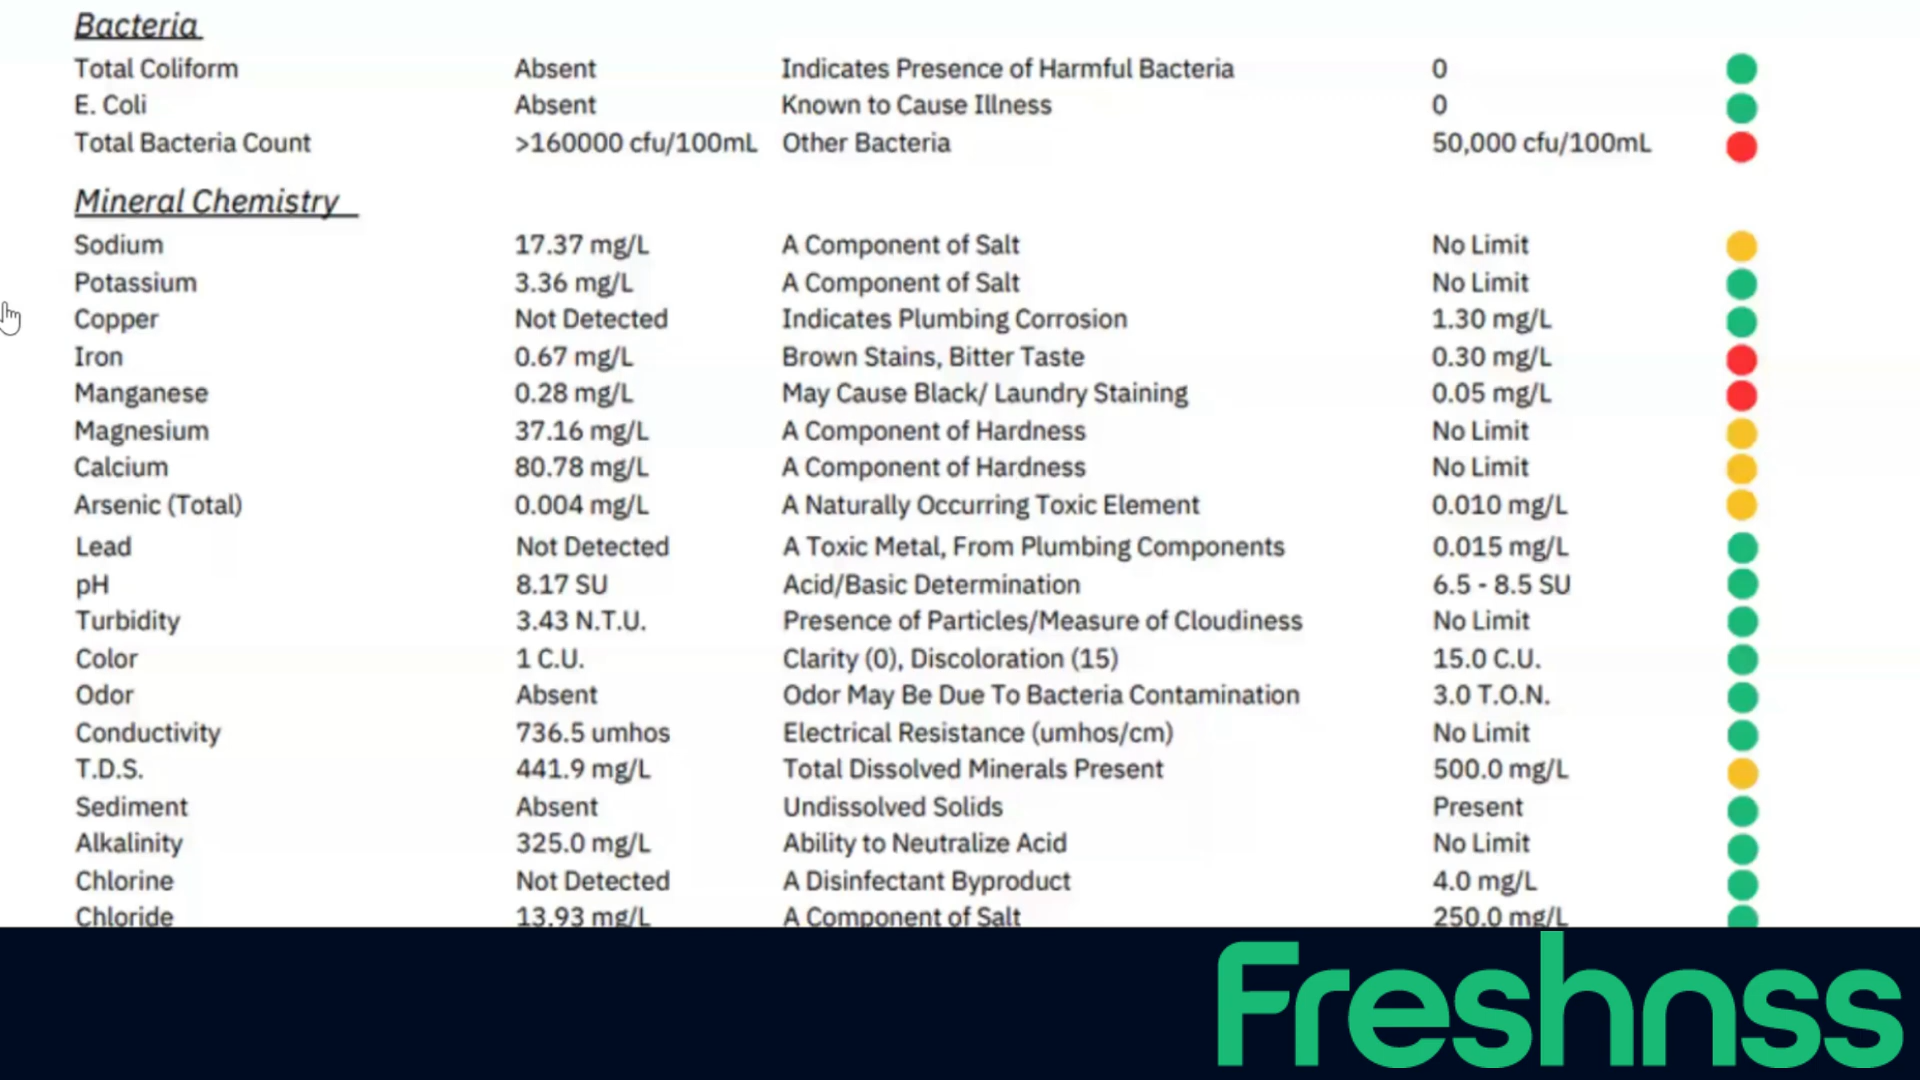 Bacteria
Total Coliform Absent Indicates Presence of Harmful Bacteria 0
E. Coli Absent Known to Cause Illness 0
Total Bacteria Count >160000 cfu/100mL Other Bacteria 50,000 cfu/100mL
Mineral Chemistry
Sodium 17.37 mg/L A Component of Salt No Limit
Potassium 3.36 mg/L A Component of Salt No Limit
Copper Not Detected Indicates Plumbing Corrosion 1.30 mg/L
Iron 0.67 mg/L Brown Stains, Bitter Taste 0.30 mg/L
Manganese 0.28 mg/L May Cause Black/ Laundry Staining 0.05 mg/L
Magnesium 37.16 mg/L A Component of Hardness No Limit
Calcium 80.78 mg/L A Component of Hardness No Limit
Arsenic (Total) 0.004 mg/L A Naturally Occurring Toxic Element 0.010 mg/L
Lead Not Detected A Toxic Metal, From Plumbing Components 0.015 mg/L
pH 8.17 SU Acid/Basic Determination 6.5 - 8.5 SU
Turbidity 3.43 N.T.U. Presence of Particles/Measure of Cloudiness No Limit
Color 1 C.U. Clarity (0), Discoloration (15) 15.0 C.U.
Odor Absent Odor May Be Due To Bacteria Contamination 3.0 T.O.N.
Conductivity 736.5 umhos Electrical Resistance (umhos/cm) No Limit
T.D.S. 441.9 mg/L Total Dissolved Minerals Present 500.0 mg/L
Sediment Absent Undissolved Solids Present
Alkalinity 325.0 mg/L Ability to Neutralize Acid No Limit
Chlorine Not Detected A Disinfectant Byproduct 4.0 mg/L
Chloride 13.93 mg/L A Component of Salt 250.0 mg/L
Freshnss